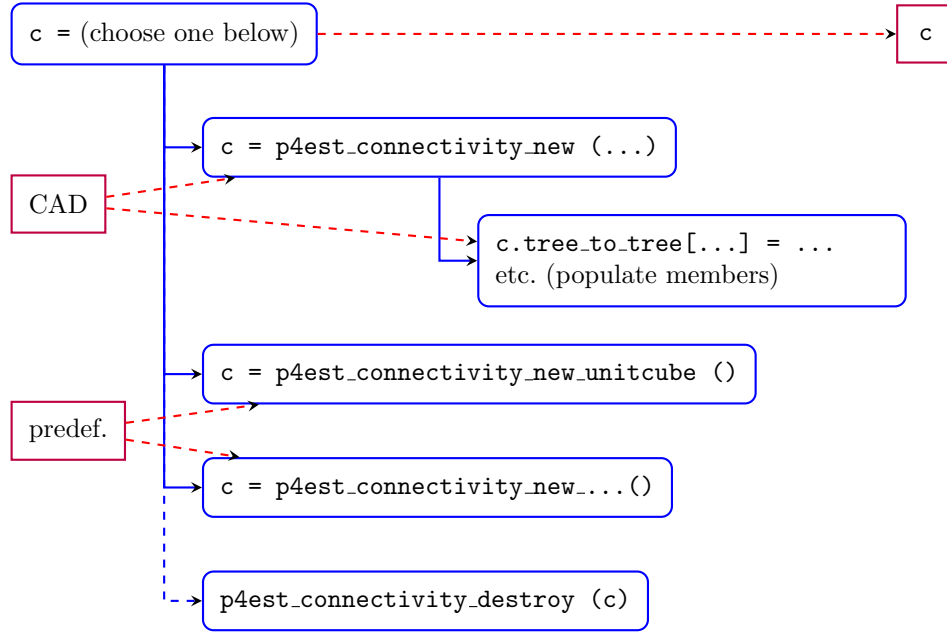 c = (choose one below)
c
c = p4est_connectivity_new (...)
CAD
c.tree_to_tree[...] = ...
etc. (populate members)
c = p4est_connectivity_new_unitcube ()
predef.
c = p4est_connectivity_new_...()
p4est_connectivity_destroy (c)